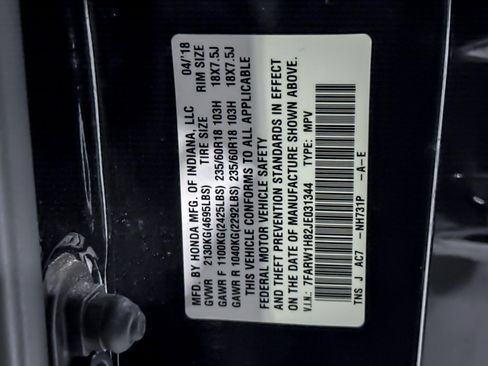 MFD. BY HONDA MFG. OF INDIANA, LLC 04/'18
TIRE SIZE RIM SIZE
GVWR 2130KG(4695LBS)
GAWR F 1100KG(2425LBS) 235/60R18 103H 18X7.5J
GAWR R 1040KG(2292LBS) 235/60R18 103H 18X7.5J
THIS VEHICLE CONFORMS TO ALL APPLICABLE
FEDERAL MOTOR VEHICLE SAFETY
AND THEFT PREVENTION STANDARDS IN EFFECT
ON THE DATE OF MANUFACTURE SHOWN ABOVE.
V.I.N: 7FARW1H82JE031344 TYPE: MPV
TNS J AC7 -NH731P -A-E